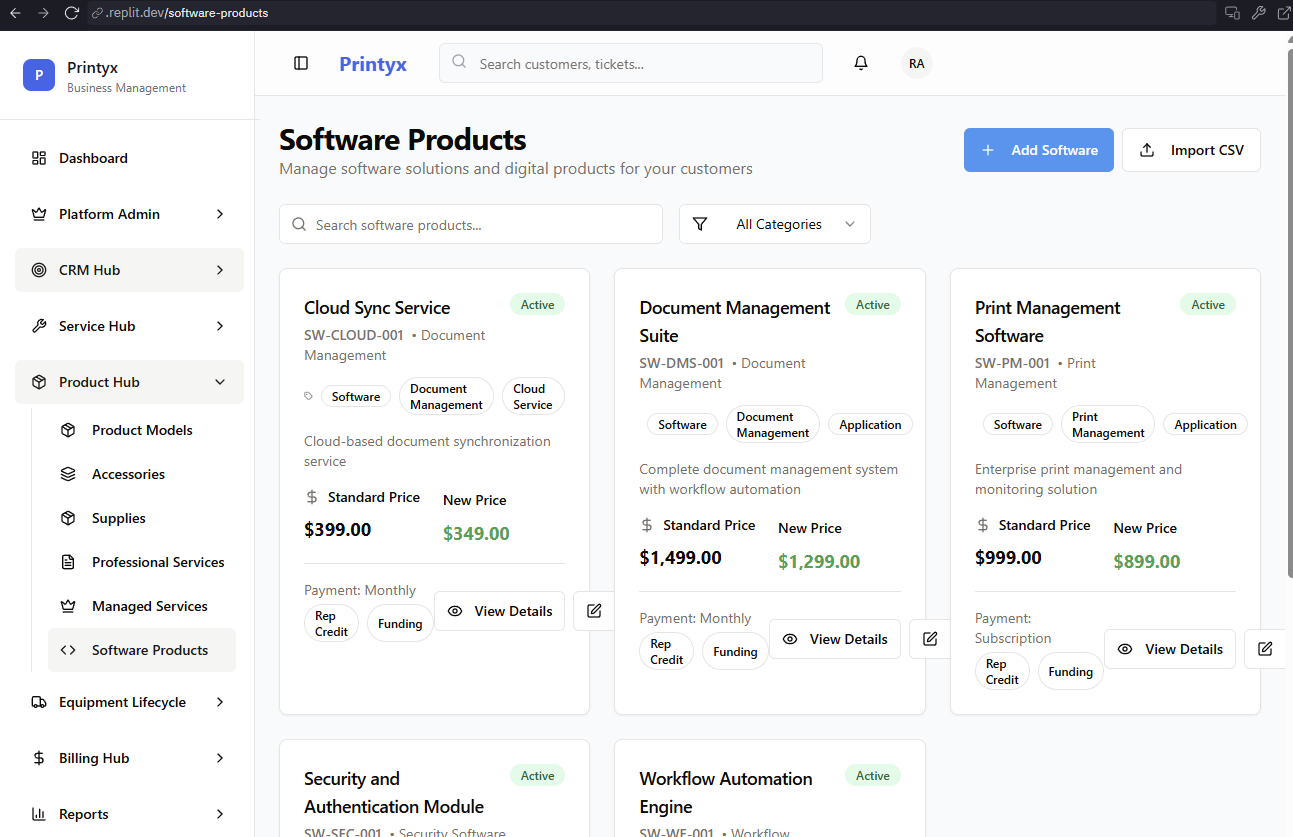 .replit.dev/software-products
P
Printyx
Business Management
Printyx
Search customers, tickets...
RA
Dashboard
Platform Admin
CRM Hub
Service Hub
Product Hub
Product Models
Accessories
Supplies
Professional Services
Managed Services
Software Products
Equipment Lifecycle
Billing Hub
Reports
Software Products
Manage software solutions and digital products for your customers
Add Software
Import CSV
Search software products...
All Categories
Cloud Sync Service
Active
SW-CLOUD-001 • Document
Management
Software
Document
Management
Cloud
Service
Cloud-based document synchronization
service
Standard Price
New Price
$399.00
$349.00
Payment: Monthly
Rep
Credit
Funding
View Details
Document Management
Suite
Active
SW-DMS-001 • Document
Management
Software
Document
Management
Application
Complete document management system
with workflow automation
Standard Price
New Price
$1,499.00
$1,299.00
Payment: Monthly
Rep
Credit
Funding
View Details
Print Management
Software
Active
SW-PM-001 • Print
Management
Software
Print
Management
Application
Enterprise print management and
monitoring solution
Standard Price
New Price
$999.00
$899.00
Payment:
Subscription
Rep
Credit
Funding
View Details
Security and
Authentication Module
Active
SW-SEC-001 • Security Software
Workflow Automation
Engine
Active
SW-WF-001 • Workflow